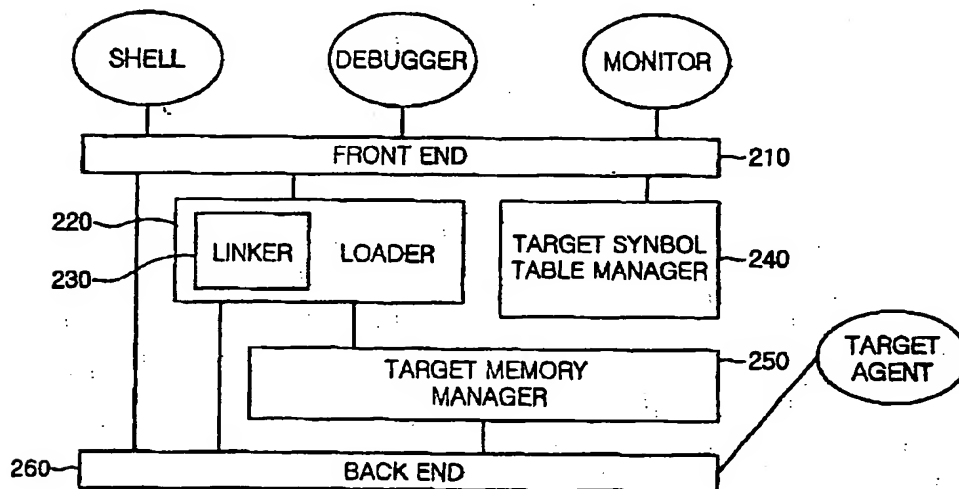 SHELL
DEBUGGER
MONITOR
FRONT END
210
220
230
LINKER
LOADER
TARGET SYNBOL
TABLE MANAGER
240
TARGET MEMORY
MANAGER
250
TARGET
AGENT
260
BACK END